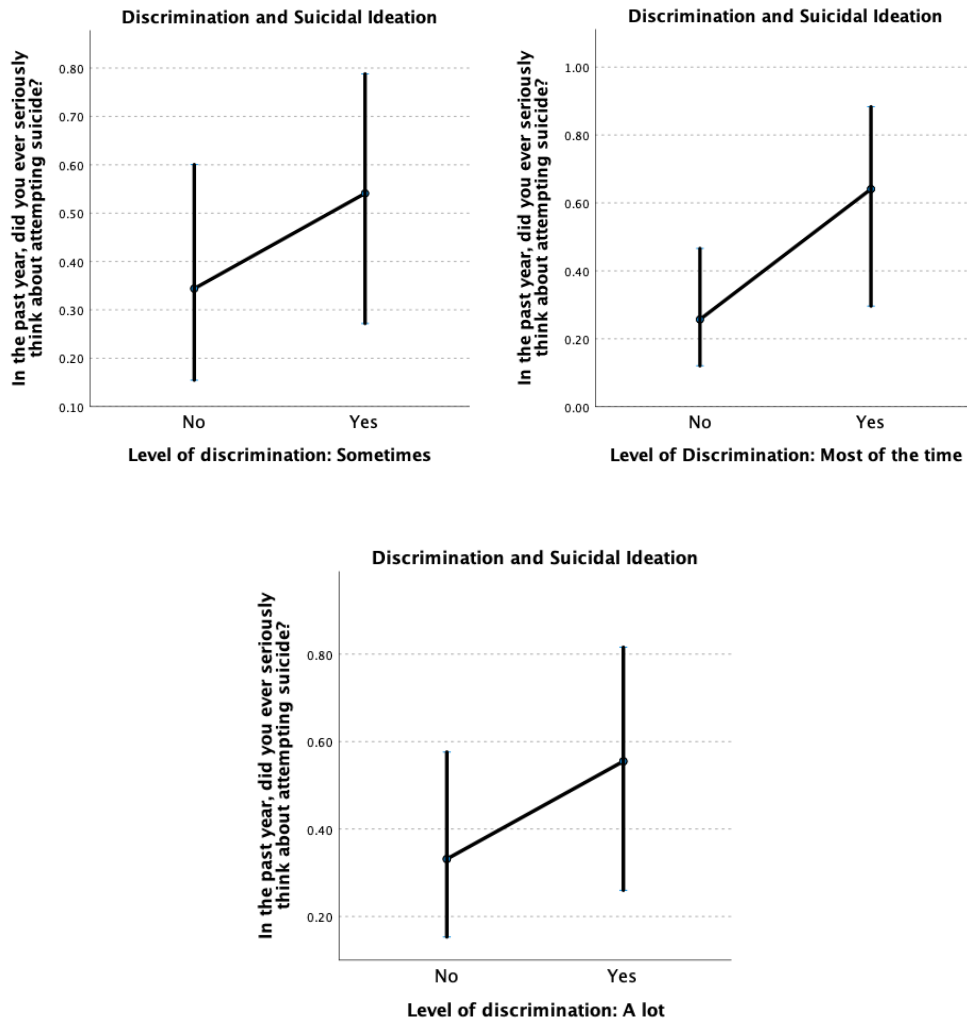 Discrimination and Suicidal Ideation
In the past year, did you ever seriously
think about attempting suicide?
0.80
0.70
0.60
0.50
0.40
0.30
0.20
0.10
No Yes
Level of discrimination: Sometimes
Discrimination and Suicidal Ideation
In the past year, did you ever seriously
think about attempting suicide?
1.00
0.80
0.60
0.40
0.20
0.00
No Yes
Level of Discrimination: Most of the time
Discrimination and Suicidal Ideation
In the past year, did you ever seriously
think about attempting suicide?
0.80
0.60
0.40
0.20
No Yes
Level of discrimination: A lot